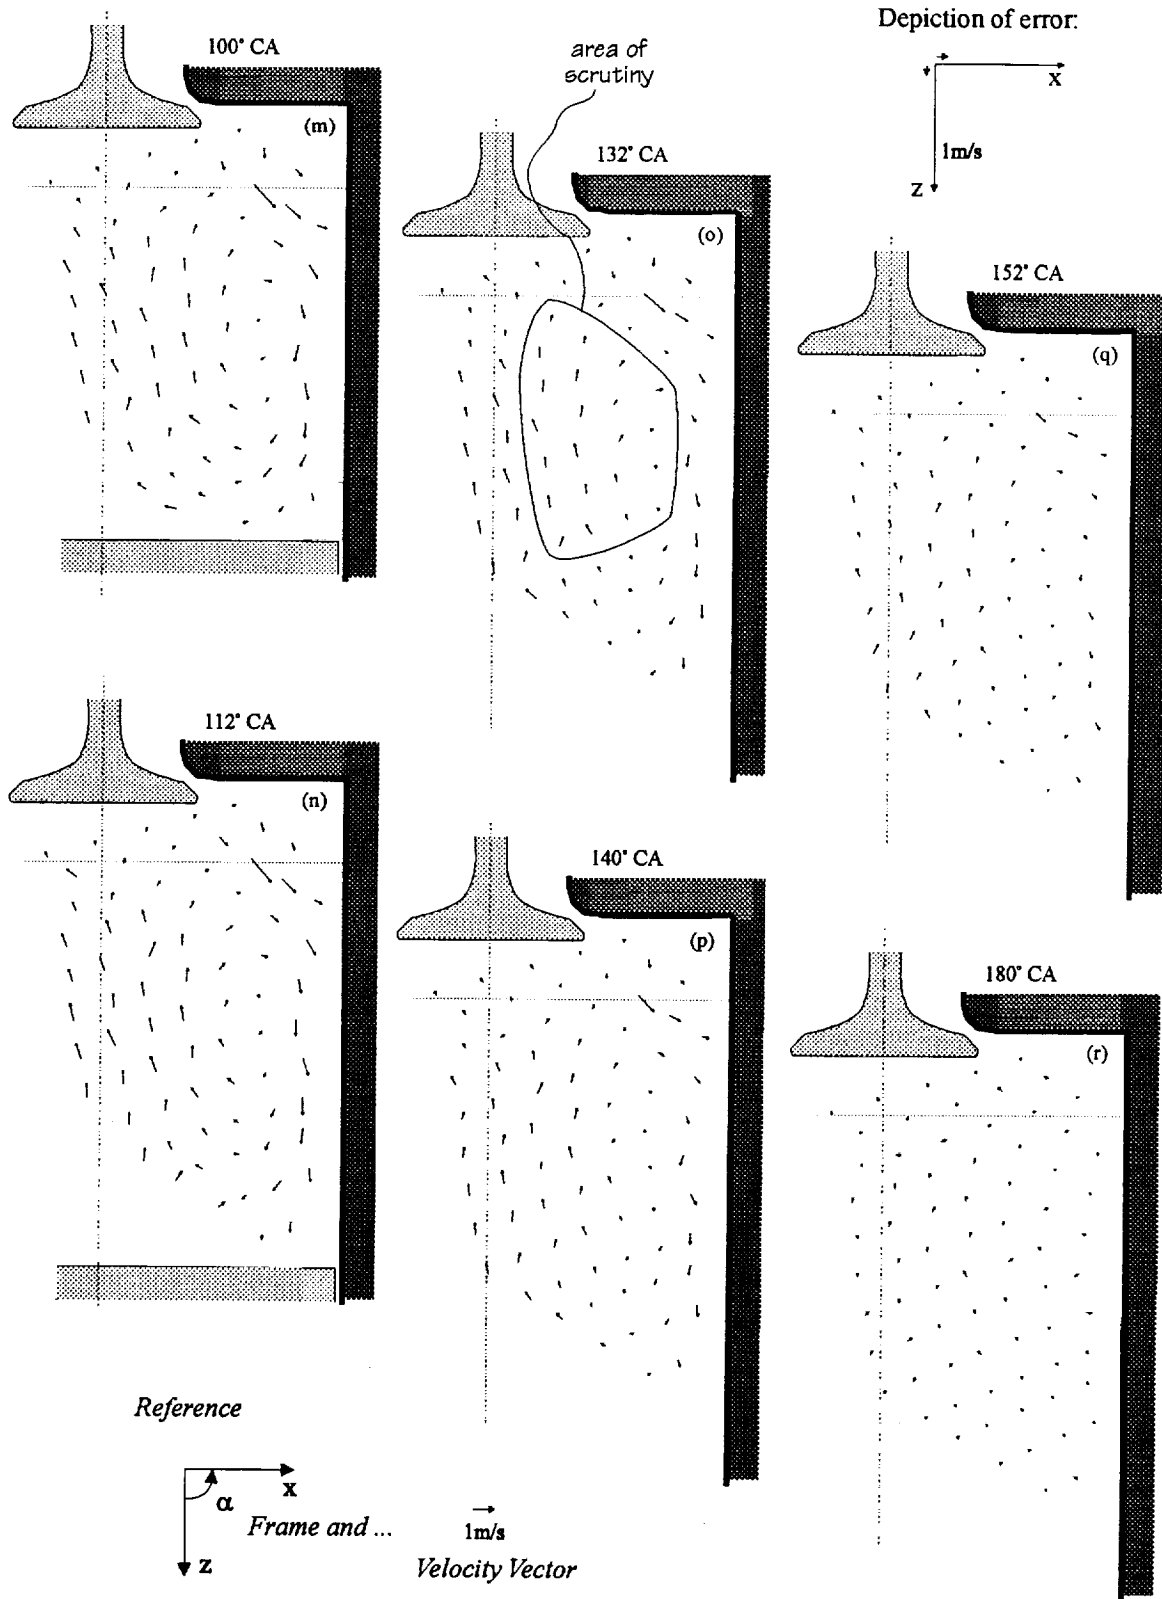 Depiction of error:
x
1m/s
z
100° CA
(m)
area of
scrutiny
132° CA
(o)
152° CA
(q)
112° CA
(n)
140° CA
(p)
180° CA
(r)
Reference
x
α
z
Frame and ...
1m/s
Velocity Vector